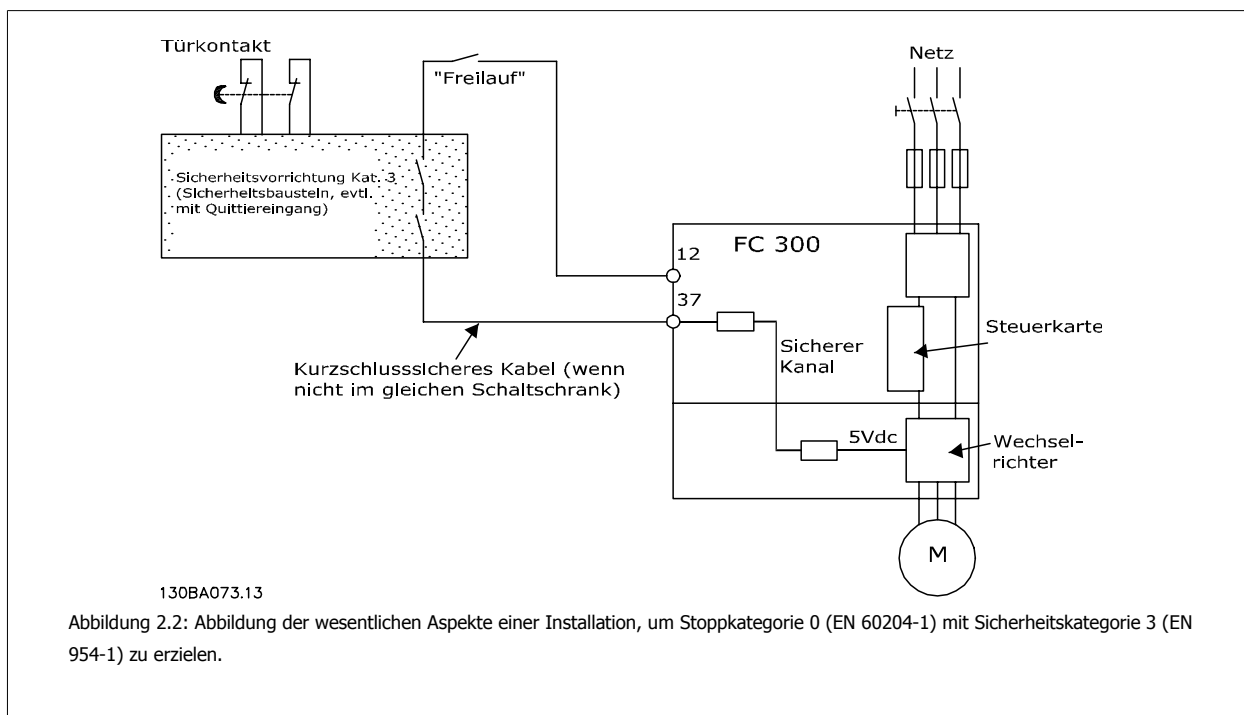 Türkontakt
"Freilauf"
Netz
Sicherheitsvorrichtung Kat. 3
(Sicherheitsbaustein, evtl.
mit Quittiereingang)
12
FC 300
37
Sicherer
Kanal
Steuerkarte
Kurzschlusssicheres Kabel (wenn
nicht im gleichen Schaltschrank)
5Vdc
Wechsel-
richter
M
130BA073.13
Abbildung 2.2: Abbildung der wesentlichen Aspekte einer Installation, um Stoppkategorie 0 (EN 60204-1) mit Sicherheitskategorie 3 (EN
954-1) zu erzielen.